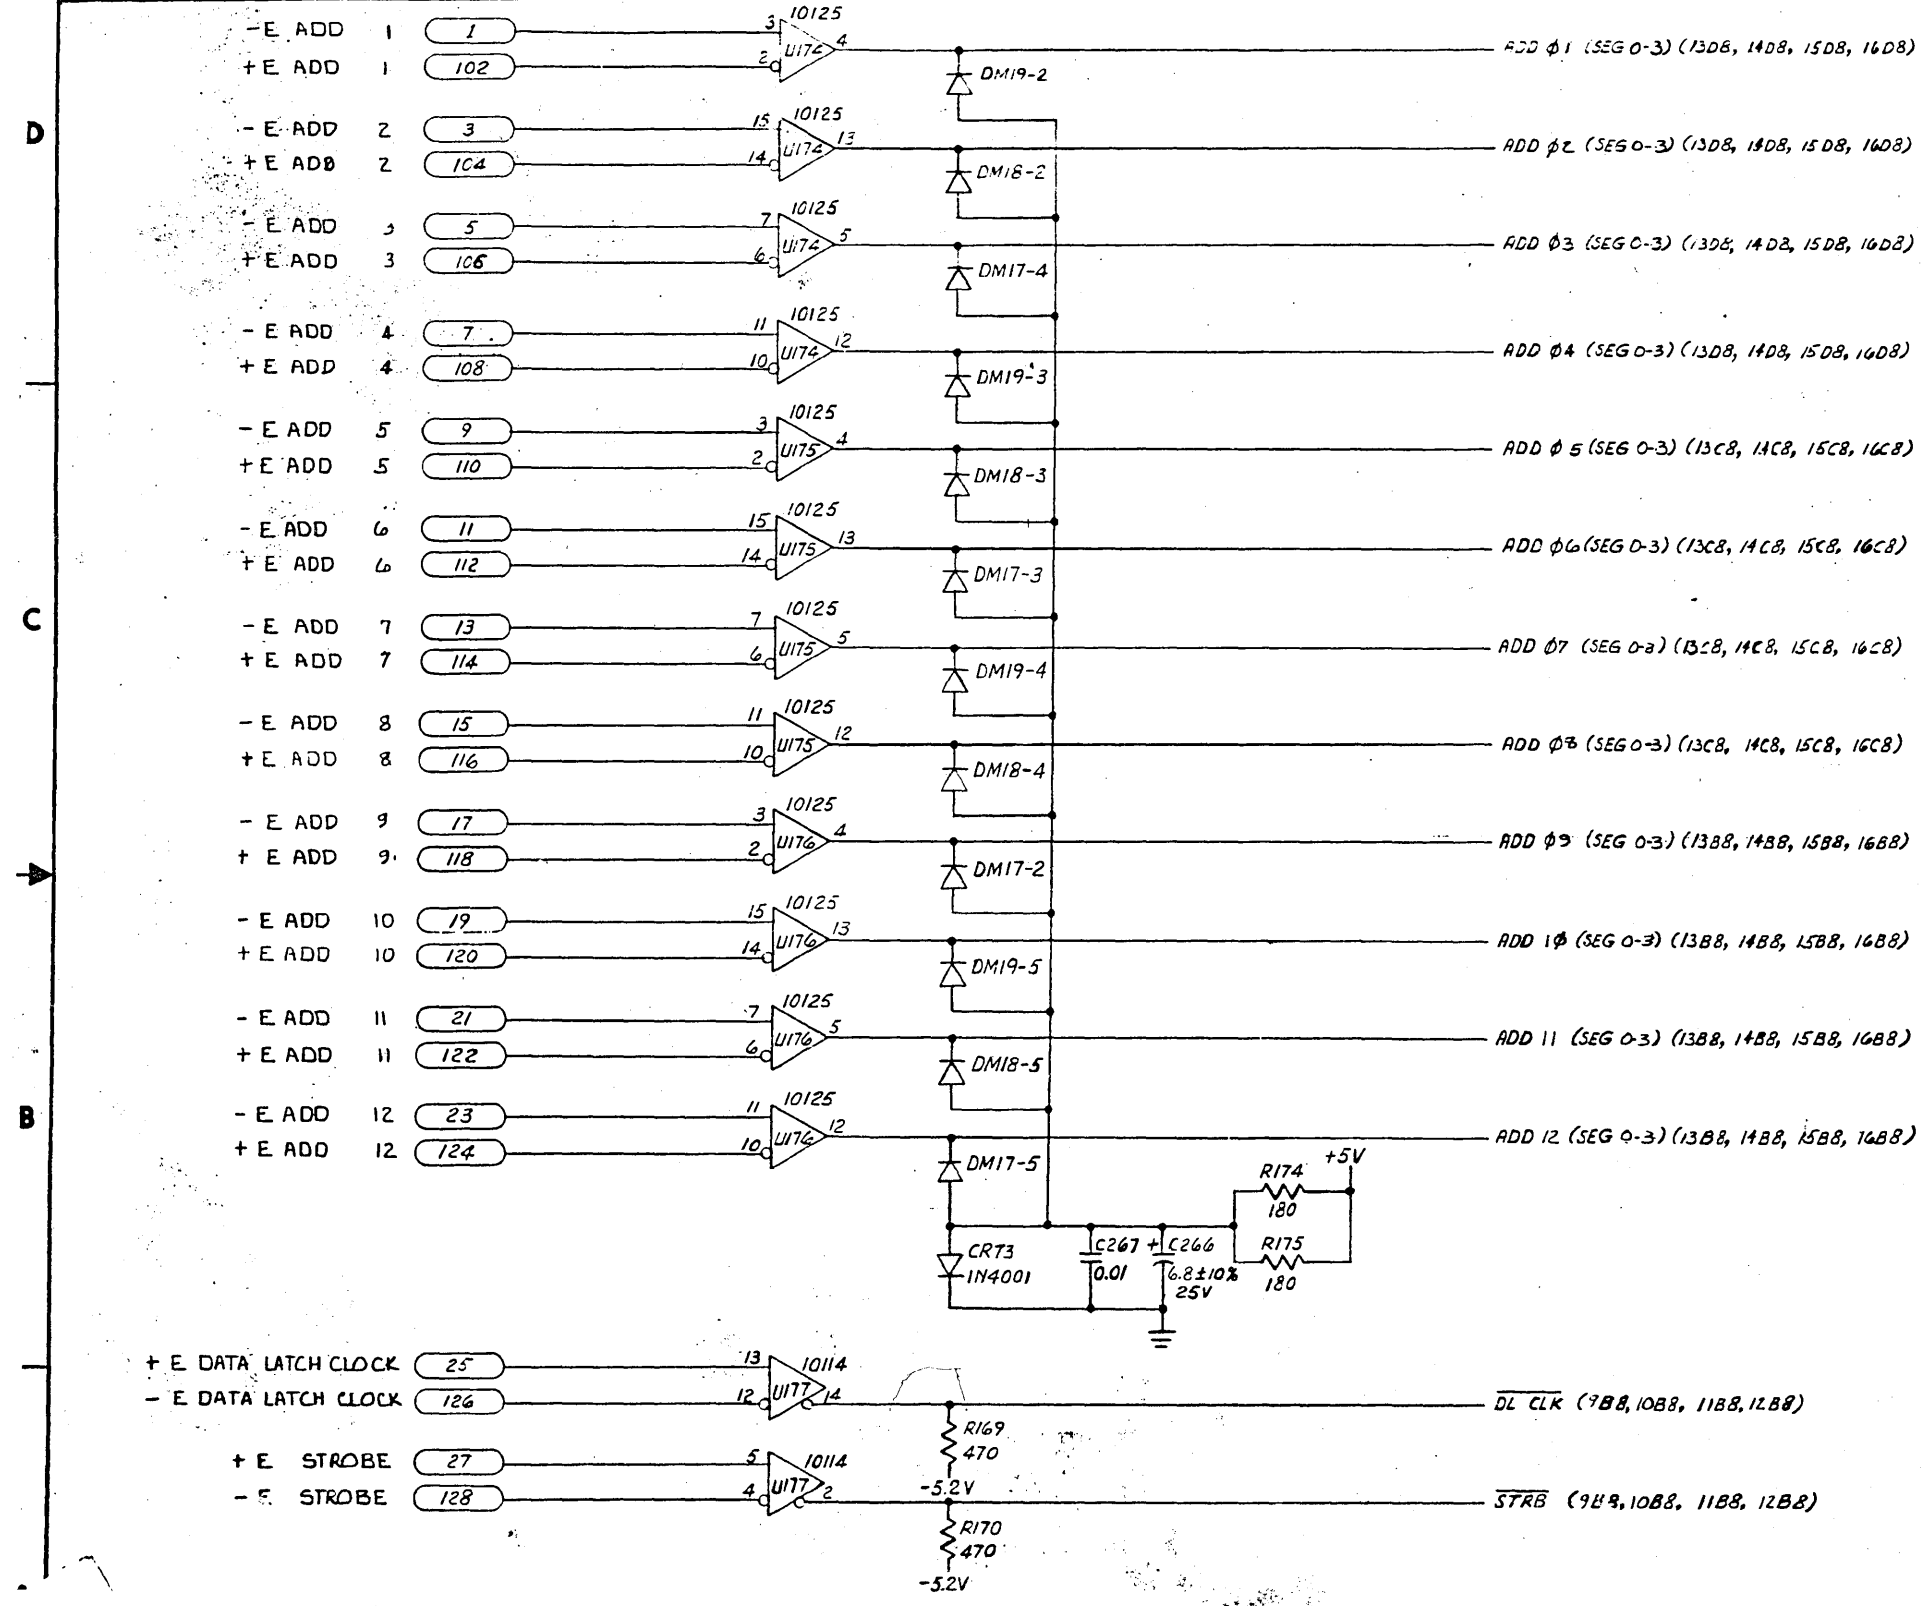 10125
-E ADD 1 1 3 U174 4 ADD Ø1 (SEG 0-3) (13D8, 14D8, 15D8, 16D8)
+E ADD 1 102 2 DM19-2
10125
D
-E ADD 2 3 15 U174 13 ADD Ø2 (SEG 0-3) (13D8, 14D8, 15D8, 16D8)
+E ADD 2 104 14 DM18-2
10125
-E ADD 5 7 U174 5 ADD Ø3 (SEG 0-3) (13D8, 14D8, 15D8, 16D8)
+E ADD 3 106 6 DM17-4
10125
-E ADD 4 7 11 U174 12 ADD Ø4 (SEG 0-3) (13D8, 14D8, 15D8, 16D8)
+E ADD 4 108 10 DM19-3
10125
-E ADD 5 9 3 U175 4 ADD Ø5 (SEG 0-3) (13C8, 14C8, 15C8, 16C8)
+E ADD 5 110 2 DM18-3
10125
-E ADD 6 11 15 U175 13 ADD Ø6 (SEG 0-3) (13C8, 14C8, 15C8, 16C8)
+E ADD 6 112 14 DM17-3
10125
C
-E ADD 7 13 7 U175 5 ADD Ø7 (SEG 0-3) (13C8, 14C8, 15C8, 16C8)
+E ADD 7 114 6 DM19-4
10125
-E ADD 8 15 11 U175 12 ADD Ø8 (SEG 0-3) (13C8, 14C8, 15C8, 16C8)
+E ADD 8 116 10 DM18-4
10125
-E ADD 9 17 3 U176 4 ADD Ø9 (SEG 0-3) (13B8, 14B8, 15B8, 16B8)
+E ADD 9 118 2 DM17-2
10125
-E ADD 10 19 15 U176 13 ADD 1Ø (SEG 0-3) (13B8, 14B8, 15B8, 16B8)
+E ADD 10 120 14 DM19-5
10125
-E ADD 11 21 7 U176 5 ADD 11 (SEG 0-3) (13B8, 14B8, 15B8, 16B8)
+E ADD 11 122 6 DM18-5
10125
B
-E ADD 12 23 11 U176 12 ADD 12 (SEG 0-3) (13B8, 14B8, 15B8, 16B8)
+E ADD 12 124 10 DM17-5
+5V
R174
180
CR73
1N4001
C267
0.01
+ C266
6.8±10%
25V
R175
180
+E DATA LATCH CLOCK 25 13 10114
-E DATA LATCH CLOCK 126 12 U177 14 DL CLK (9B8, 10B8, 11B8, 12B8)
R169
470
-5.2V
+E STROBE 27 5 10114
-E STROBE 128 4 U177 2 STRB (9B8, 10B8, 11B8, 12B8)
R170
470
-5.2V